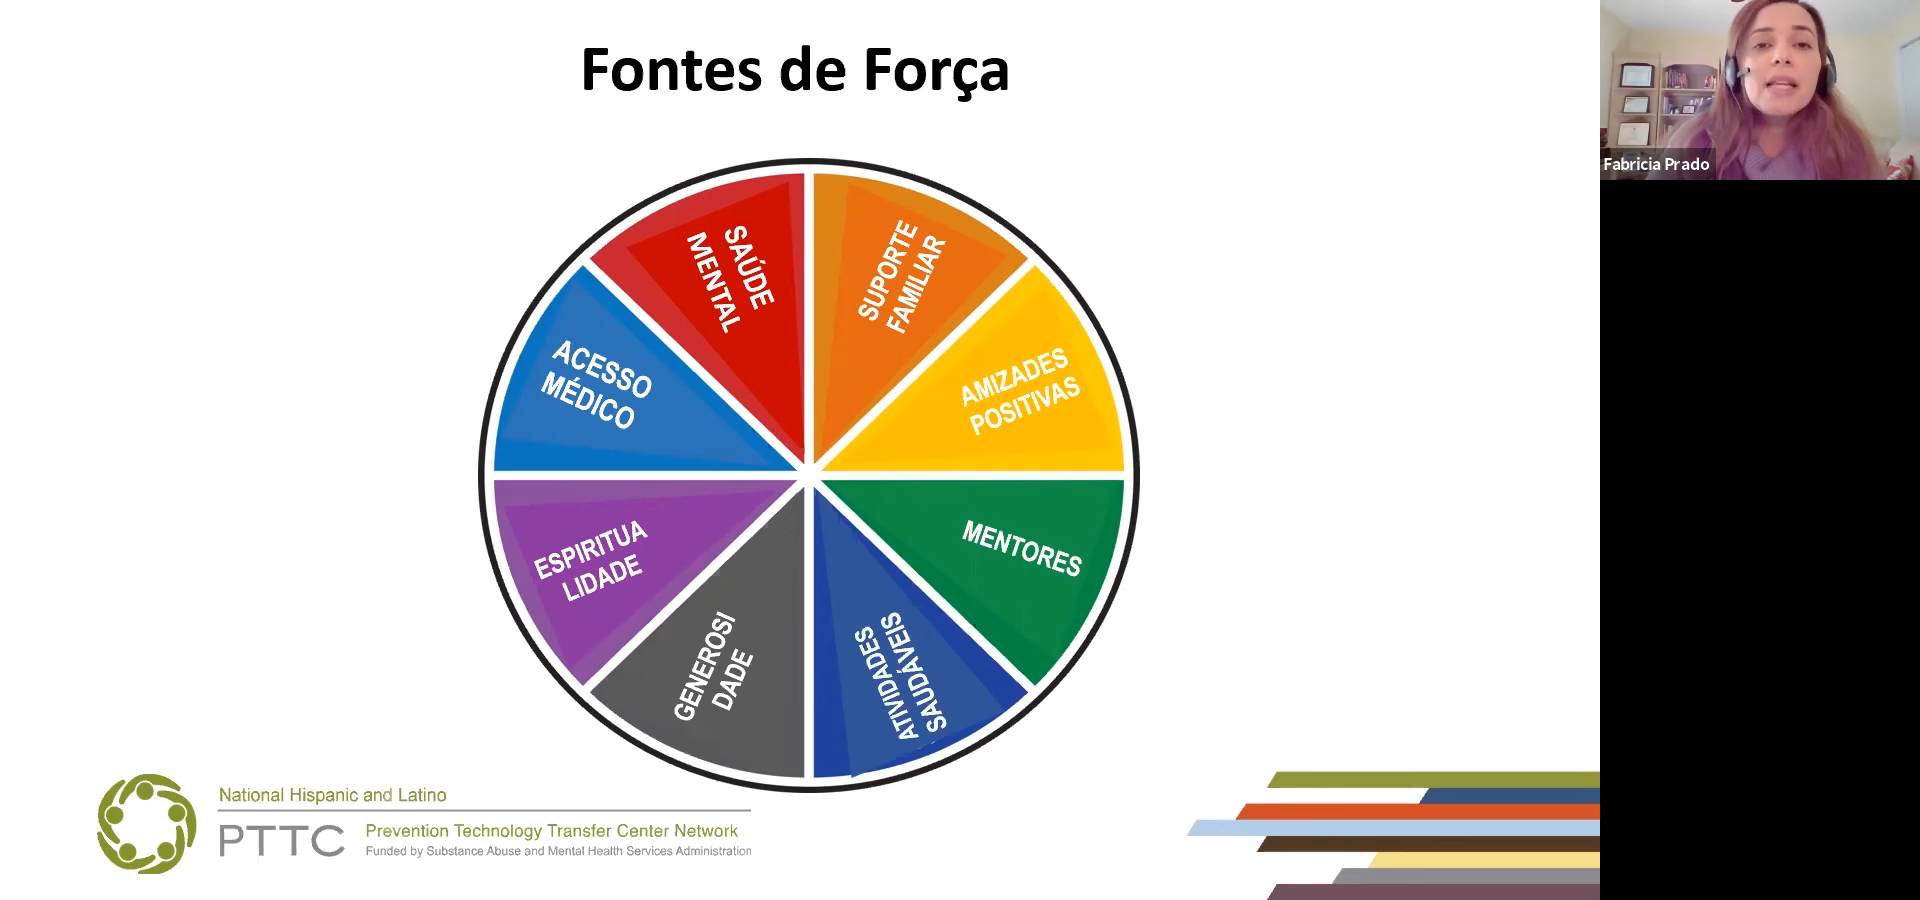 Fontes de Força
SAÚDE
MENTAL
SUPORTE
FAMILIAR
AMIZADES
POSITIVAS
MENTORES
ATIVIDADES
SAUDÁVEIS
GENEROSI
DADE
ESPIRITUA
LIDADE
ACESSO
MÉDICO
National Hispanic and Latino
PTTC
Prevention Technology Transfer Center Network
Funded by Substance Abuse and Mental Health Services Administration
Fabricia Prado